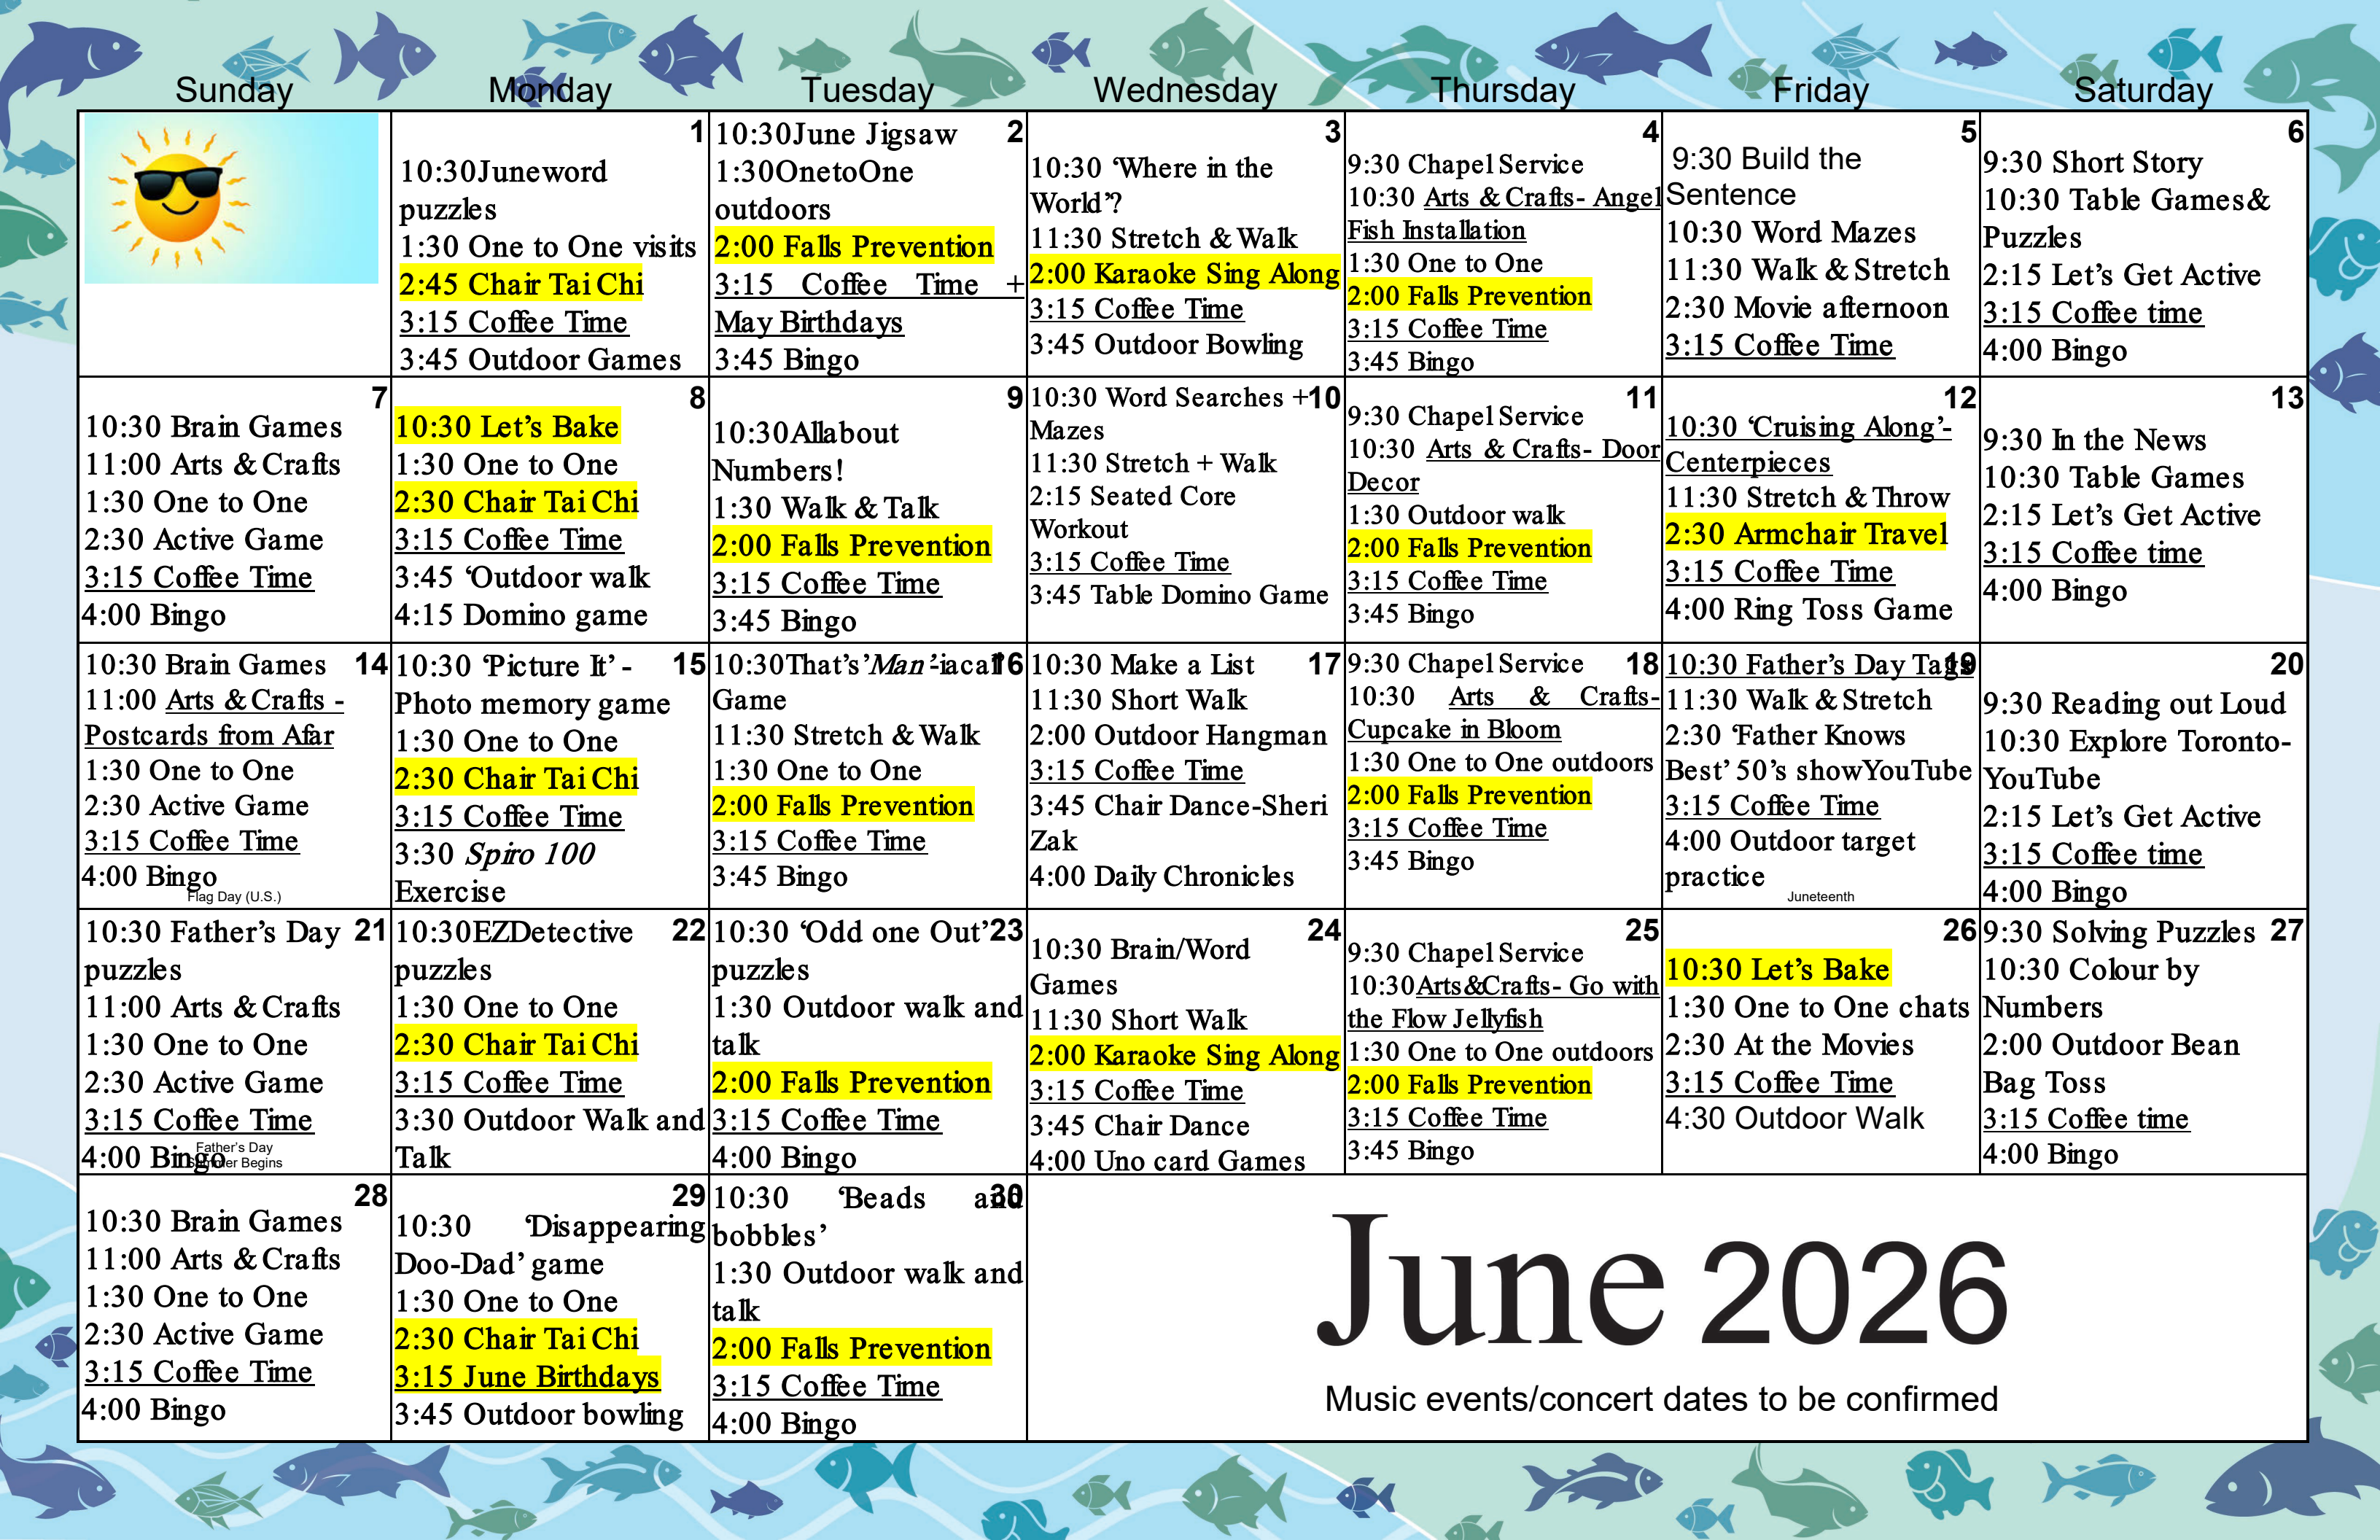 Sunday Monday Tuesday Wednesday Thursday Friday Saturday
1
10:30Juneword
puzzles
1:30 One to One visits
2:45 Chair Tai Chi
3:15 Coffee Time
3:45 Outdoor Games
2
10:30June Jigsaw
1:30OnetoOne
outdoors
2:00 Falls Prevention
3:15 Coffee Time +
May Birthdays
3:45 Bingo
3
10:30 ‘Where in the
World’?
11:30 Stretch & Walk
2:00 Karaoke Sing Along
3:15 Coffee Time
3:45 Outdoor Bowling
4
9:30 Chapel Service
10:30 Arts & Crafts- Angel
Fish Installation
1:30 One to One
2:00 Falls Prevention
3:15 Coffee Time
3:45 Bingo
5
9:30 Build the
Sentence
10:30 Word Mazes
11:30 Walk & Stretch
2:30 Movie afternoon
3:15 Coffee Time
6
9:30 Short Story
10:30 Table Games&
Puzzles
2:15 Let’s Get Active
3:15 Coffee time
4:00 Bingo
7
10:30 Brain Games
11:00 Arts & Crafts
1:30 One to One
2:30 Active Game
3:15 Coffee Time
4:00 Bingo
8
10:30 Let’s Bake
1:30 One to One
2:30 Chair Tai Chi
3:15 Coffee Time
3:45 ‘Outdoor walk
4:15 Domino game
9
10:30Allabout
Numbers!
1:30 Walk & Talk
2:00 Falls Prevention
3:15 Coffee Time
3:45 Bingo
10:30 Word Searches + 10
Mazes
11:30 Stretch + Walk
2:15 Seated Core
Workout
3:15 Coffee Time
3:45 Table Domino Game
11
9:30 Chapel Service
10:30 Arts & Crafts- Door
Decor
1:30 Outdoor walk
2:00 Falls Prevention
3:15 Coffee Time
3:45 Bingo
12
10:30 ‘Cruising Along’-
Centerpieces
11:30 Stretch & Throw
2:30 Armchair Travel
3:15 Coffee Time
4:00 Ring Toss Game
13
9:30 In the News
10:30 Table Games
2:15 Let’s Get Active
3:15 Coffee time
4:00 Bingo
10:30 Brain Games 14
11:00 Arts & Crafts -
Postcards from Afar
1:30 One to One
2:30 Active Game
3:15 Coffee Time
4:00 Bingo
Flag Day (U.S.)
10:30 ‘Picture It’ - 15
Photo memory game
1:30 One to One
2:30 Chair Tai Chi
3:15 Coffee Time
3:30 Spiro 100
Exercise
10:30That’s’Man’-iacal! 16
Game
11:30 Stretch & Walk
1:30 One to One
2:00 Falls Prevention
3:15 Coffee Time
3:45 Bingo
10:30 Make a List 17
11:30 Short Walk
2:00 Outdoor Hangman
3:15 Coffee Time
3:45 Chair Dance-Sheri
Zak
4:00 Daily Chronicles
9:30 Chapel Service 18
10:30 Arts & Crafts-
Cupcake in Bloom
1:30 One to One outdoors
2:00 Falls Prevention
3:15 Coffee Time
3:45 Bingo
10:30 Father’s Day Tags 19
11:30 Walk & Stretch
2:30 ‘Father Knows
Best’ 50’s showYouTube
3:15 Coffee Time
4:00 Outdoor target
practice
Juneteenth
20
9:30 Reading out Loud
10:30 Explore Toronto-
YouTube
2:15 Let’s Get Active
3:15 Coffee time
4:00 Bingo
10:30 Father’s Day 21
puzzles
11:00 Arts & Crafts
1:30 One to One
2:30 Active Game
3:15 Coffee Time
4:00 Bingo
Father’s Day
Summer Begins
10:30EZDetective 22
puzzles
1:30 One to One
2:30 Chair Tai Chi
3:15 Coffee Time
3:30 Outdoor Walk and
Talk
10:30 ‘Odd one Out’ 23
puzzles
1:30 Outdoor walk and
talk
2:00 Falls Prevention
3:15 Coffee Time
4:00 Bingo
24
10:30 Brain/Word
Games
11:30 Short Walk
2:00 Karaoke Sing Along
3:15 Coffee Time
3:45 Chair Dance
4:00 Uno card Games
25
9:30 Chapel Service
10:30Arts&Crafts- Go with
the Flow Jellyfish
1:30 One to One outdoors
2:00 Falls Prevention
3:15 Coffee Time
3:45 Bingo
26
10:30 Let’s Bake
1:30 One to One chats
2:30 At the Movies
3:15 Coffee Time
4:30 Outdoor Walk
9:30 Solving Puzzles 27
10:30 Colour by
Numbers
2:00 Outdoor Bean
Bag Toss
3:15 Coffee time
4:00 Bingo
28
10:30 Brain Games
11:00 Arts & Crafts
1:30 One to One
2:30 Active Game
3:15 Coffee Time
4:00 Bingo
29
10:30 ‘Disappearing
Doo-Dad’ game
1:30 One to One
2:30 Chair Tai Chi
3:15 June Birthdays
3:45 Outdoor bowling
10:30 ‘Beads and 30
bobbles’
1:30 Outdoor walk and
talk
2:00 Falls Prevention
3:15 Coffee Time
4:00 Bingo
June 2026
Music events/concert dates to be confirmed